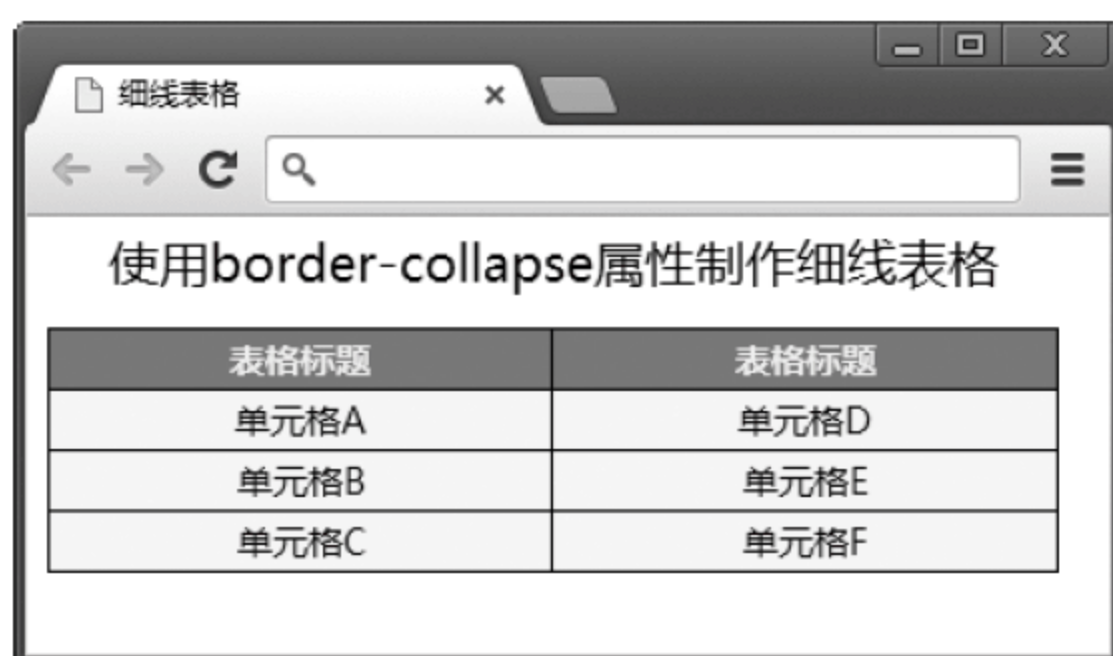 细线表格
使用border-collapse属性制作细线表格
表格标题 表格标题
单元格A 单元格D
单元格B 单元格E
单元格C 单元格F